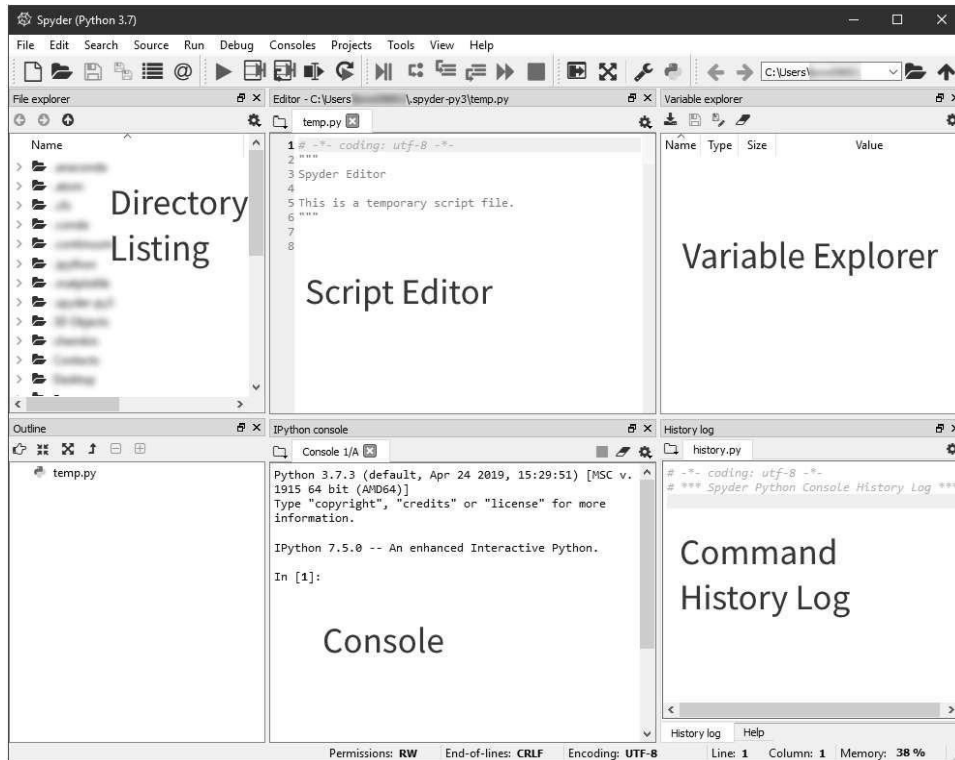 Spyder (Python 3.7)
File Edit Search Source Run Debug Consoles Projects Tools View Help
C:\Users\
File explorer
Name
Directory
Listing
Editor - C:\Users \.spyder-py3\temp.py
temp.py
1 # -*- coding: utf-8 -*-
2 """
3 Spyder Editor
4
5 This is a temporary script file.
6 """
7
8
Script Editor
Variable explorer
Name Type Size Value
Variable Explorer
Outline
temp.py
IPython console
Console 1/A
Python 3.7.3 (default, Apr 24 2019, 15:29:51) [MSC v.
1915 64 bit (AMD64)]
Type "copyright", "credits" or "license" for more
information.
IPython 7.5.0 -- An enhanced Interactive Python.
In [1]:
Console
History log
history.py
# -*- coding: utf-8 -*-
# *** Spyder Python Console History Log ***
Command
History Log
History log Help
Permissions: RW End-of-lines: CRLF Encoding: UTF-8 Line: 1 Column: 1 Memory: 38 %